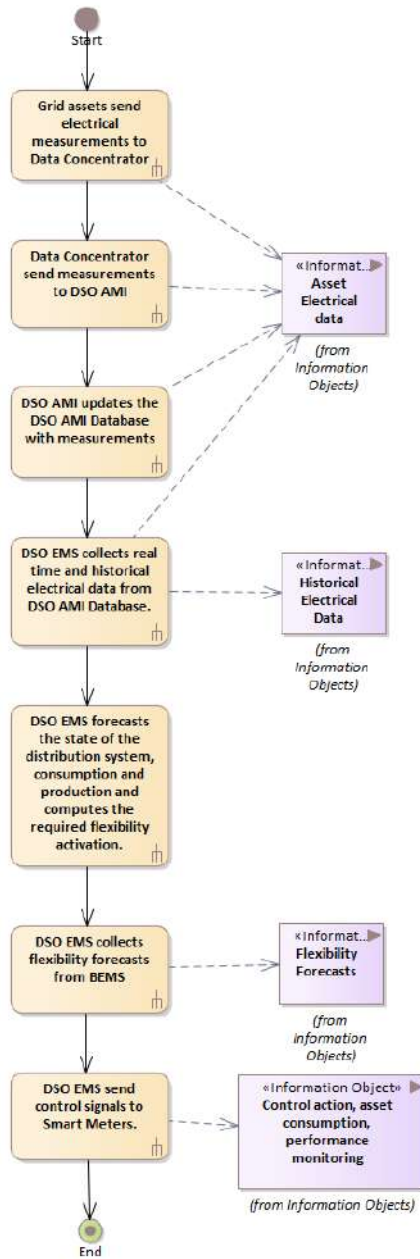 Start
Grid assets send
electrical
measurements to
Data Concentrator
Data Concentrator
send measurements
to DSO AMI
«Informat...
Asset
Electrical
data
(from
Information
Objects)
DSO AMI updates the
DSO AMI Database
with measurements
DSO EMS collects real
time and historical
electrical data from
DSO AMI Database.
«Informat...
Historical
Electrical
Data
(from
Information
Objects)
DSO EMS forecasts
the state of the
distribution system,
consumption and
production and
computes the
required flexibility
activation.
DSO EMS collects
flexibility forecasts
from BEMS
«Informat...
Flexibility
Forecasts
(from
Information
Objects)
DSO EMS send
control signals to
Smart Meters.
«Information Object»
Control action, asset
consumption,
performance
monitoring
(from Information Objects)
End